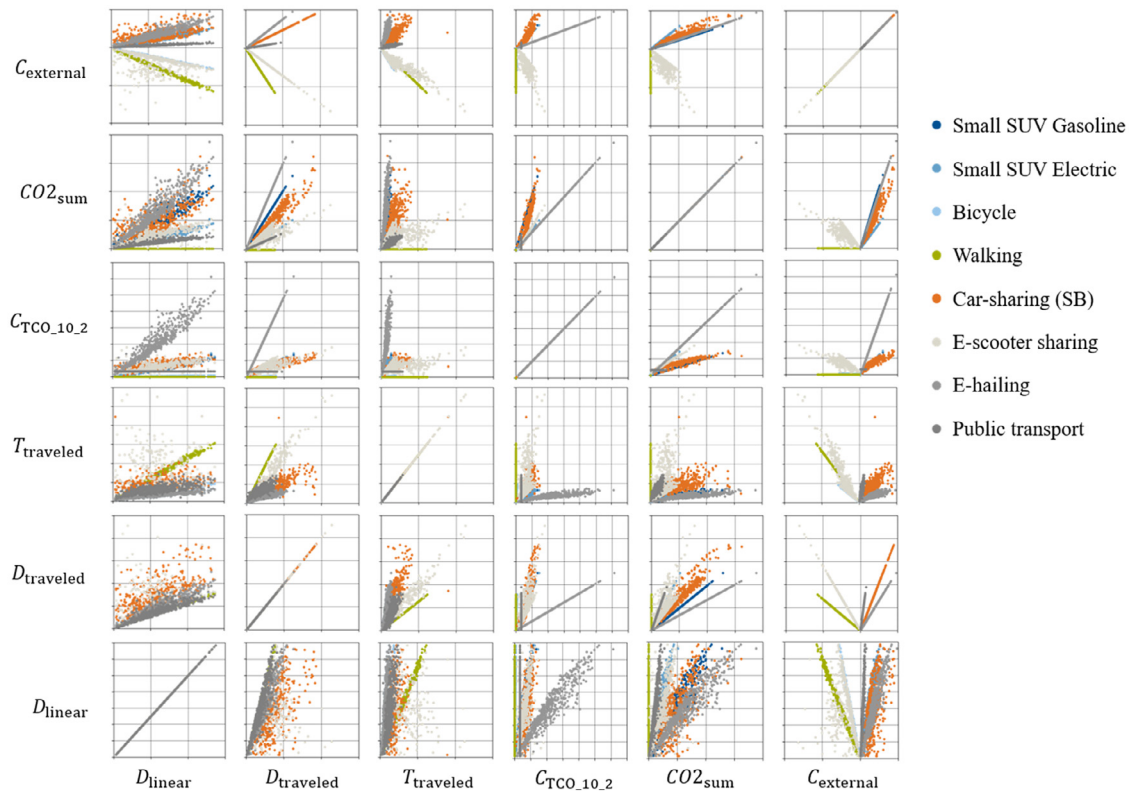 C_external
CO2_sum
C_TCO_10_2
T_traveled
D_traveled
D_linear
D_linear D_traveled T_traveled C_TCO_10_2 CO2_sum C_external
Small SUV Gasoline
Small SUV Electric
Bicycle
Walking
Car-sharing (SB)
E-scooter sharing
E-hailing
Public transport